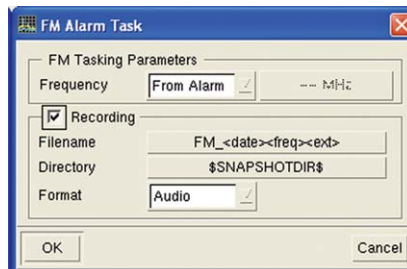 FM Alarm Task
FM Tasking Parameters
Frequency From Alarm -- MHz
Recording
Filename FM_<date><freq><ext>
Directory $SNAPSHOTDIR$
Format Audio
OK Cancel